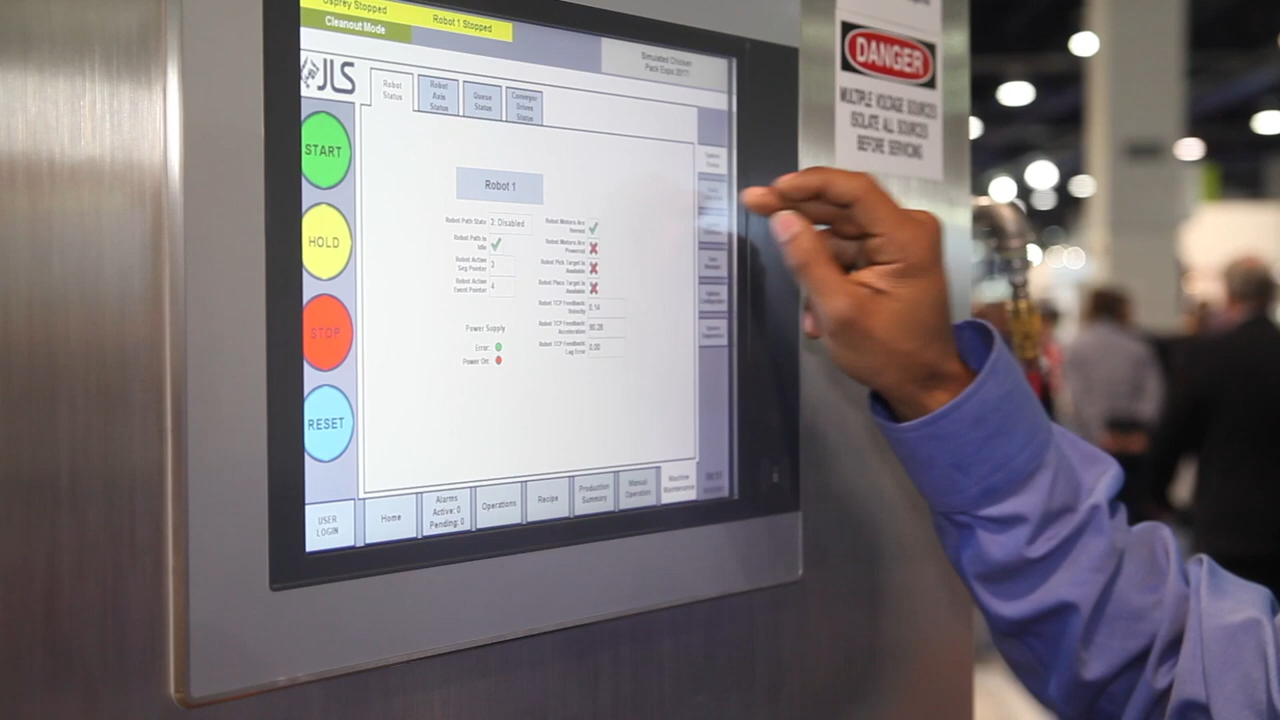 Osprey Stopped
Robot 1 Stopped
Cleanout Mode
Simulated Chicken
Pack Expo 2017
JLS
Robot
Status
Robot
Axis
Status
Queue
Status
Conveyor
Drives
Status
START
HOLD
STOP
RESET
Robot 1
Robot Path State
3: Disabled
Robot Path Is
Idle
Robot Active
Seg Pointer
3
Robot Active
Event Pointer
4
Power Supply
Error:
Power On:
Robot Motors Are
Homed
Robot Motors Are
Powered
Robot Pick Target Is
Available
Robot Place Target Is
Available
Robot TCP Feedback:
Velocity
0.14
Robot TCP Feedback:
Acceleration
Robot TCP Feedback:
Lag Error
0.00
USER
LOGIN
Home
Alarms
Active: 0
Pending: 0
Operations
Recipe
Production
Summary
Manual
Operation
Machine
Maintenance
DANGER
MULTIPLE VOLTAGE SOURCES
ISOLATE ALL SOURCES
BEFORE SERVICING